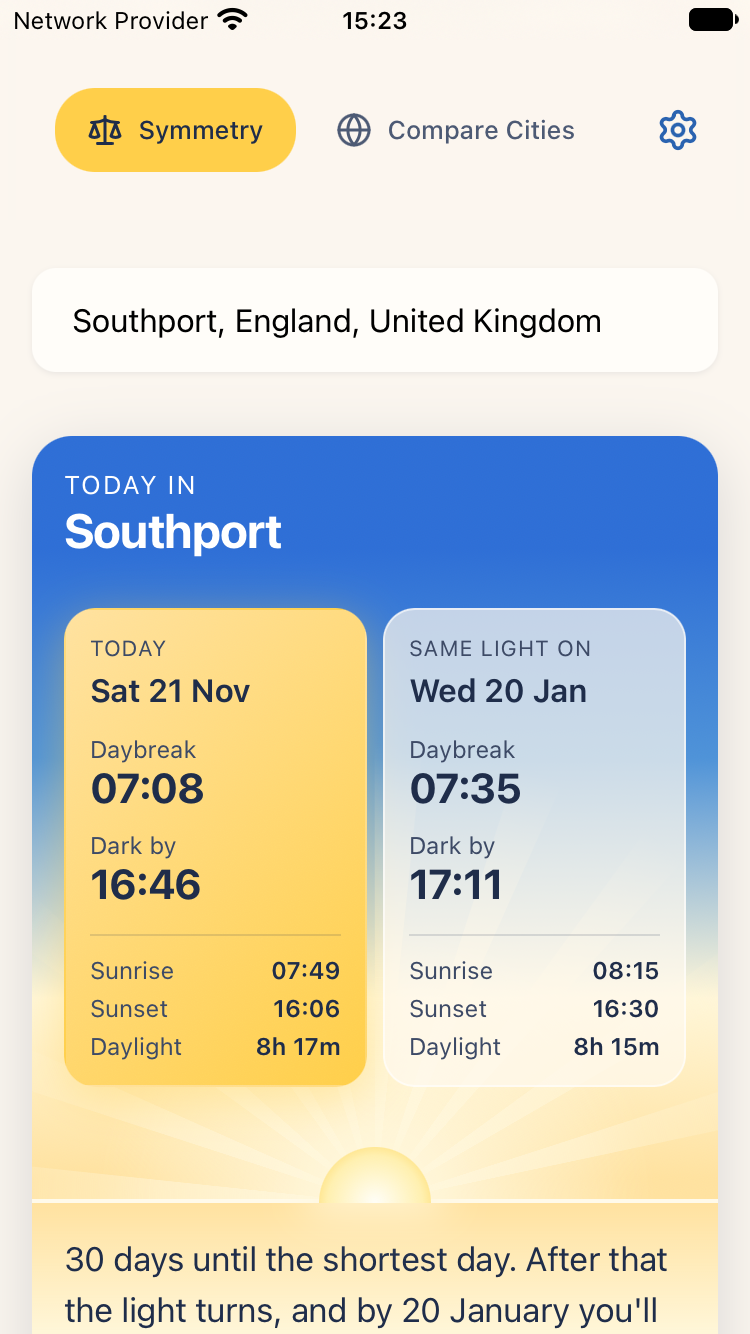 Network Provider 15:23
Symmetry Compare Cities
Southport, England, United Kingdom
TODAY IN
Southport
TODAY
Sat 21 Nov
Daybreak
07:08
Dark by
16:46
Sunrise 07:49
Sunset 16:06
Daylight 8h 17m
SAME LIGHT ON
Wed 20 Jan
Daybreak
07:35
Dark by
17:11
Sunrise 08:15
Sunset 16:30
Daylight 8h 15m
30 days until the shortest day. After that
the light turns, and by 20 January you'll